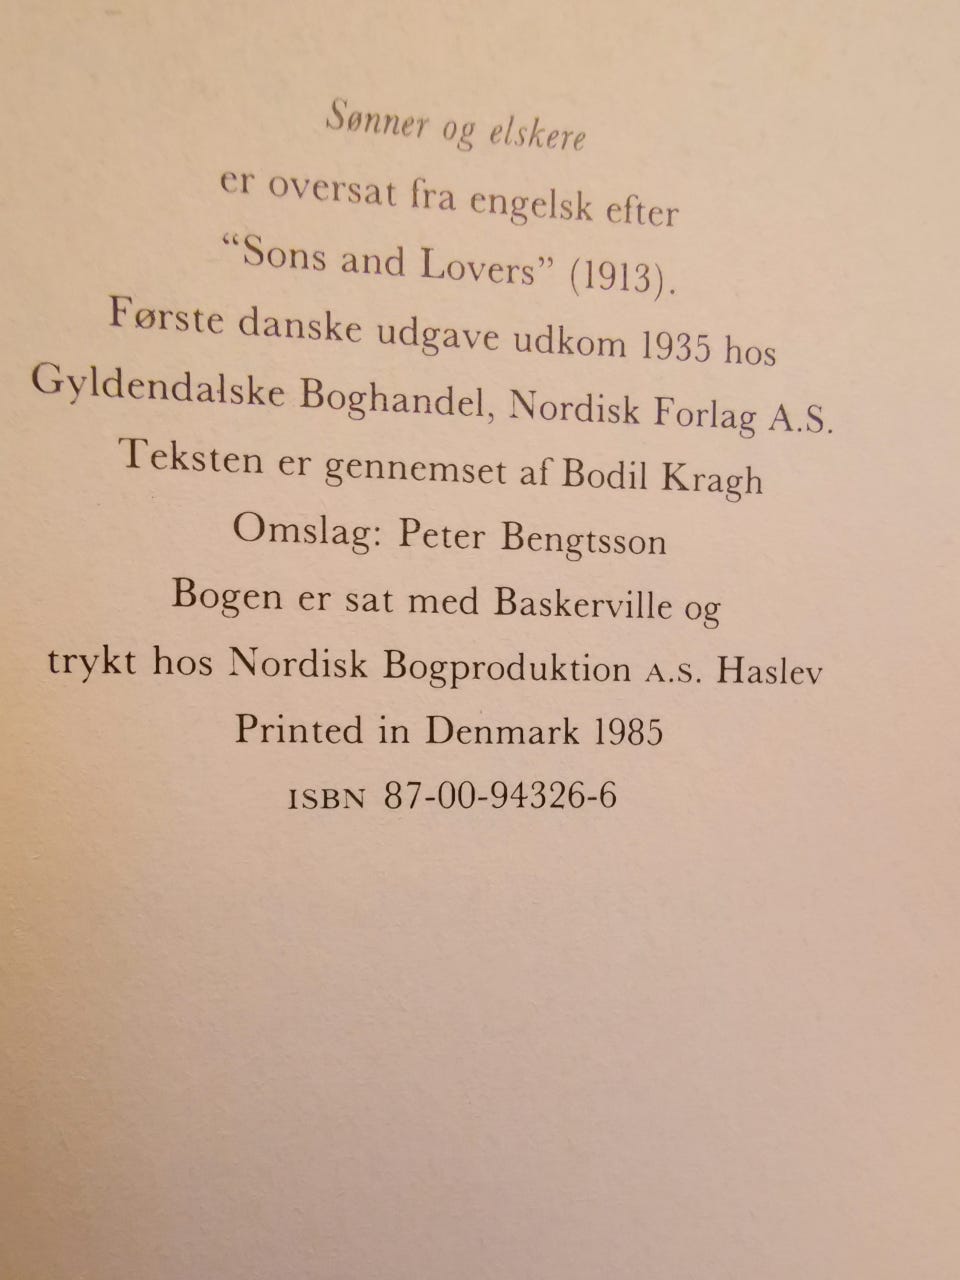 Sønner og elskere
er oversat fra engelsk efter
“Sons and Lovers” (1913).
Første danske udgave udkom 1935 hos
Gyldendalske Boghandel, Nordisk Forlag A.S.
Teksten er gennemset af Bodil Kragh
Omslag: Peter Bengtsson
Bogen er sat med Baskerville og
trykt hos Nordisk Bogproduktion A.S. Haslev
Printed in Denmark 1985
ISBN 87-00-94326-6